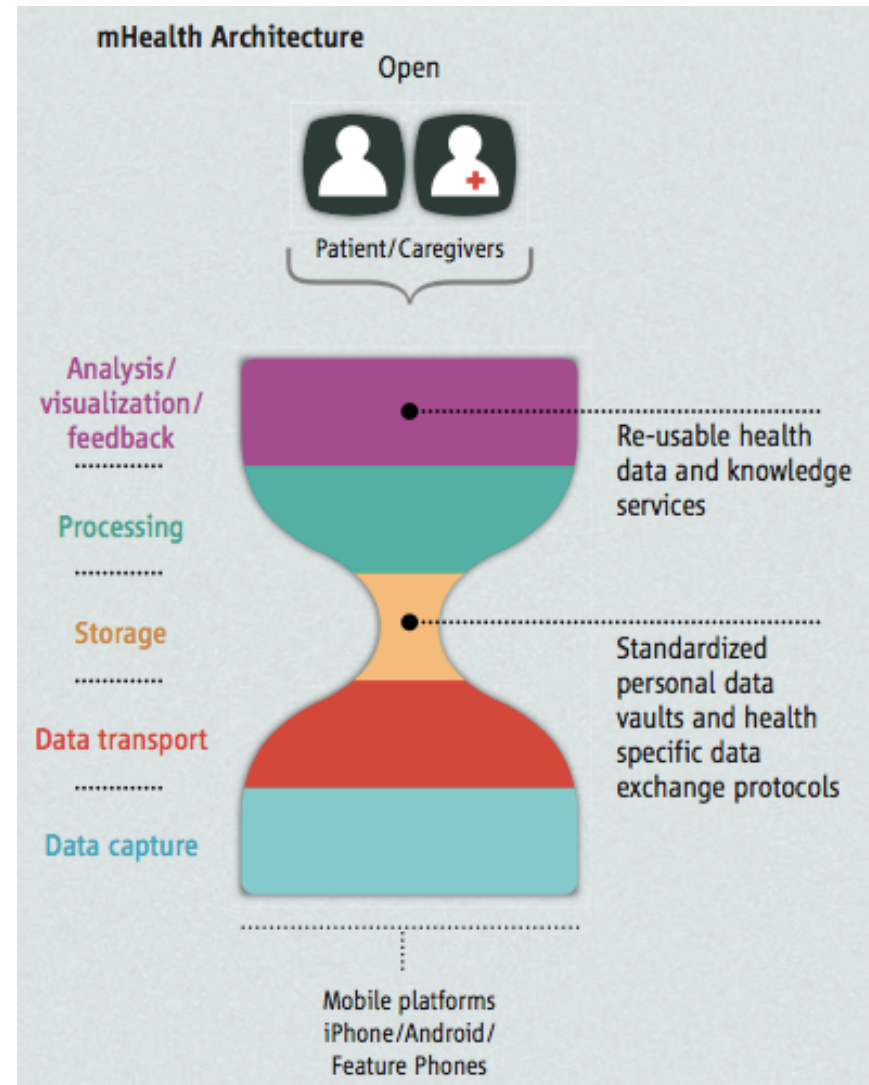 mHealth Architecture
Open
Patient/Caregivers
Analysis/
visualization/
feedback
Re-usable health
data and knowledge
services
Processing
Storage
Standardized
personal data
vaults and health
specific data
exchange protocols
Data transport
Data capture
Mobile platforms
iPhone/Android/
Feature Phones